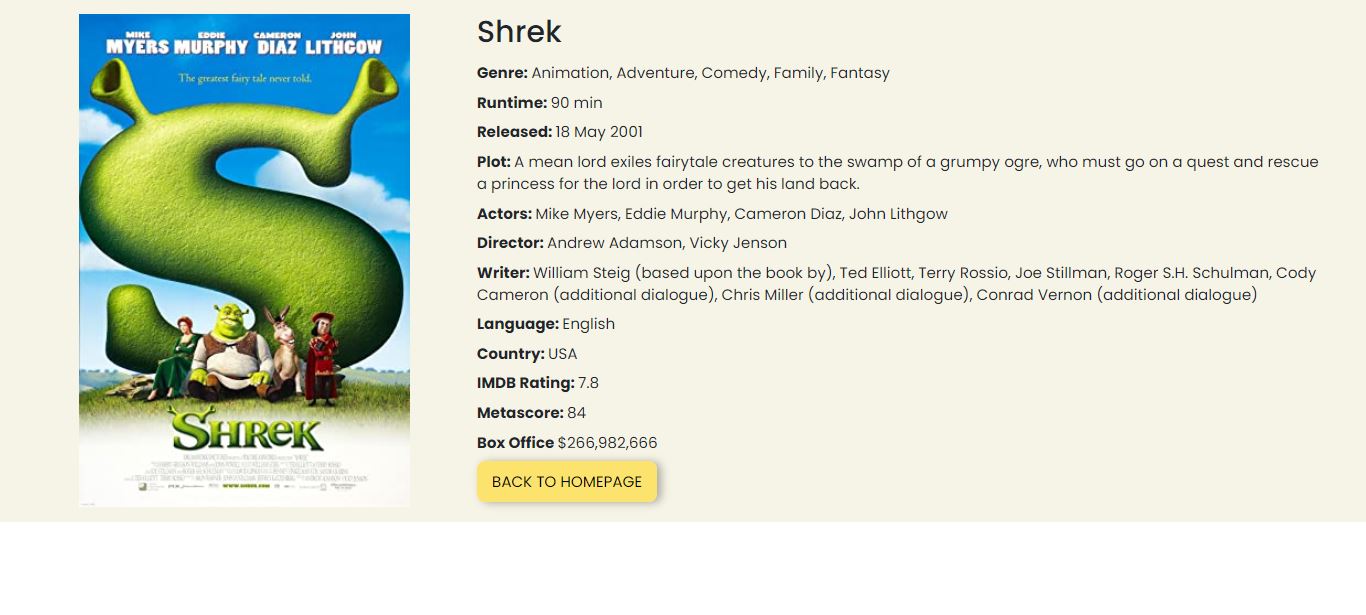 MIKE EDDIE CAMERON JOHN
MYERS MURPHY DIAZ LITHGOW
The greatest fairy tale never told.
SHREK
WWW.SHREK.COM
Shrek
Genre: Animation, Adventure, Comedy, Family, Fantasy
Runtime: 90 min
Released: 18 May 2001
Plot: A mean lord exiles fairytale creatures to the swamp of a grumpy ogre, who must go on a quest and rescue
a princess for the lord in order to get his land back.
Actors: Mike Myers, Eddie Murphy, Cameron Diaz, John Lithgow
Director: Andrew Adamson, Vicky Jenson
Writer: William Steig (based upon the book by), Ted Elliott, Terry Rossio, Joe Stillman, Roger S.H. Schulman, Cody
Cameron (additional dialogue), Chris Miller (additional dialogue), Conrad Vernon (additional dialogue)
Language: English
Country: USA
IMDB Rating: 7.8
Metascore: 84
Box Office $266,982,666
BACK TO HOMEPAGE